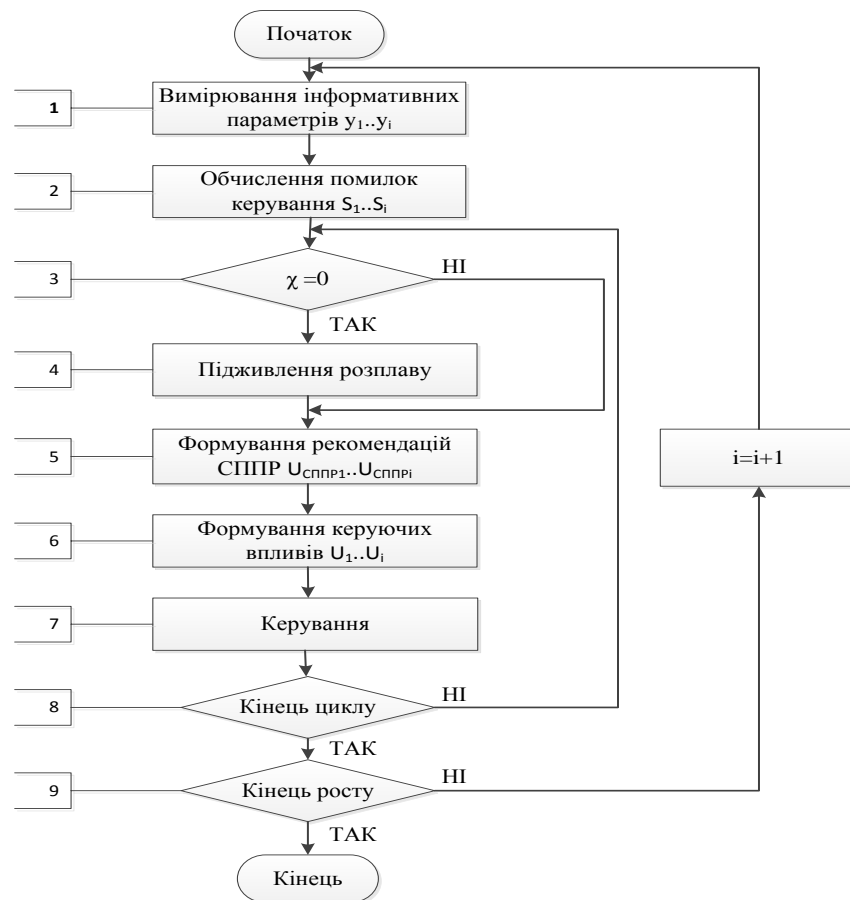 Початок
1
Вимірювання інформативних
параметрів y₁..yᵢ
2
Обчислення помилок
керування S₁..Sᵢ
3
χ =0
НІ
ТАК
4
Підживлення розплаву
5
Формування рекомендацій
СППР UСППР1..UСППРi
i=i+1
6
Формування керуючих
впливів U₁..Uᵢ
7
Керування
8
Кінець циклу
НІ
ТАК
9
Кінець росту
НІ
ТАК
Кінець